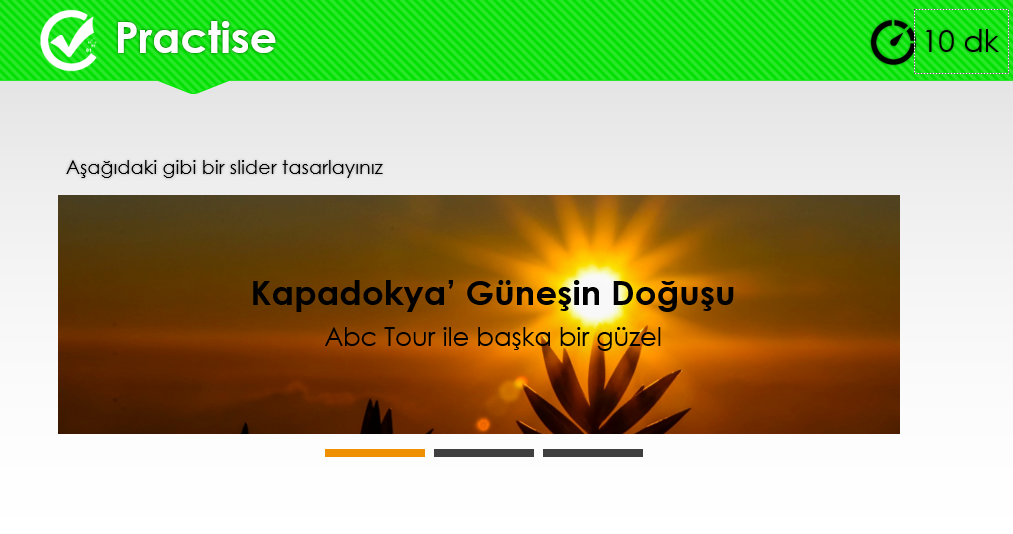 Practise
10 dk
Aşağıdaki gibi bir slider tasarlayınız
Kapadokya’ Güneşin Doğuşu
Abc Tour ile başka bir güzel